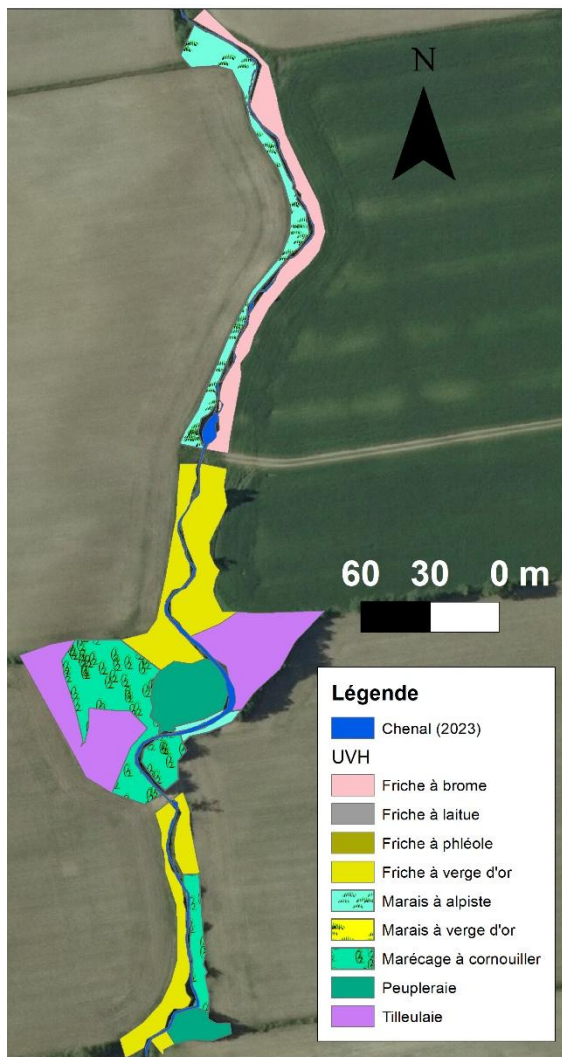 N
60 30 0 m
Légende
Chenal (2023)
UVH
Friche à brome
Friche à laitue
Friche à phléole
Friche à verge d'or
Marais à alpiste
Marais à verge d'or
Marécage à cornouiller
Peupleraie
Tilleulaie